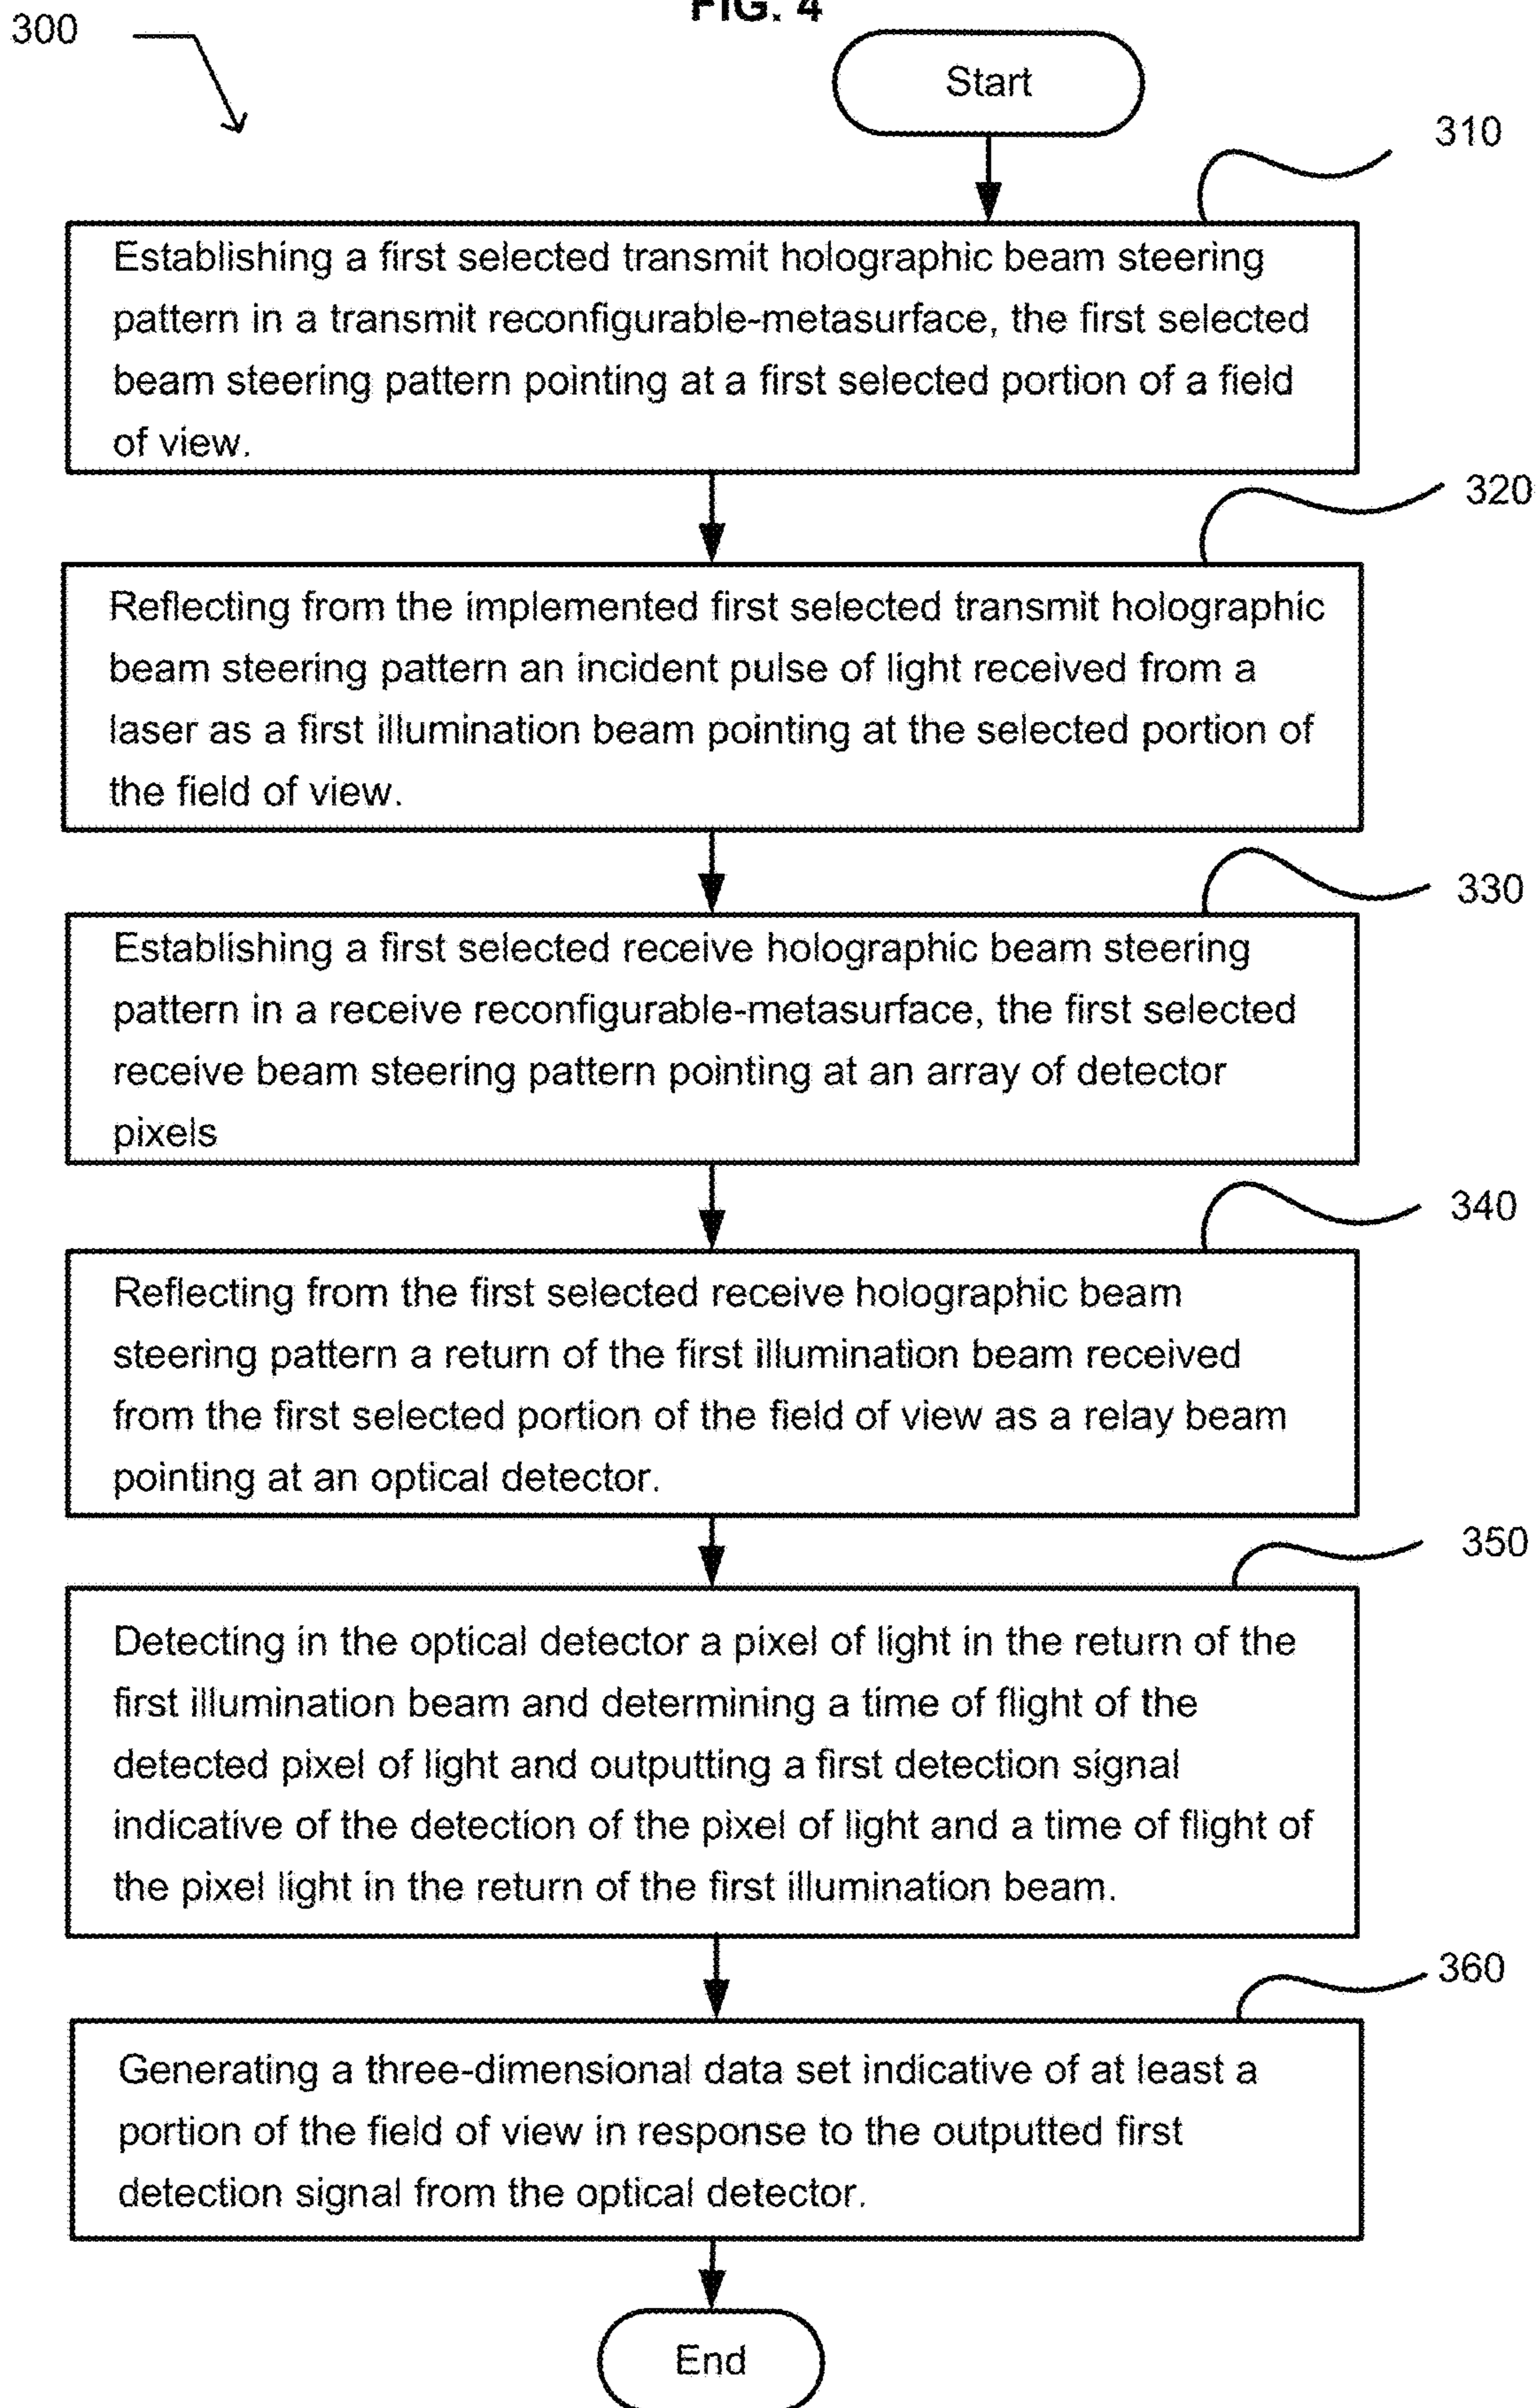 FIG. 4
300
Start
310
Establishing a first selected transmit holographic beam steering
pattern in a transmit reconfigurable-metasurface, the first selected
beam steering pattern pointing at a first selected portion of a field
of view.
320
Reflecting from the implemented first selected transmit holographic
beam steering pattern an incident pulse of light received from a
laser as a first illumination beam pointing at the selected portion of
the field of view.
330
Establishing a first selected receive holographic beam steering
pattern in a receive reconfigurable-metasurface, the first selected
receive beam steering pattern pointing at an array of detector
pixels
340
Reflecting from the first selected receive holographic beam
steering pattern a return of the first illumination beam received
from the first selected portion of the field of view as a relay beam
pointing at an optical detector.
350
Detecting in the optical detector a pixel of light in the return of the
first illumination beam and determining a time of flight of the
detected pixel of light and outputting a first detection signal
indicative of the detection of the pixel of light and a time of flight of
the pixel light in the return of the first illumination beam.
360
Generating a three-dimensional data set indicative of at least a
portion of the field of view in response to the outputted first
detection signal from the optical detector.
End